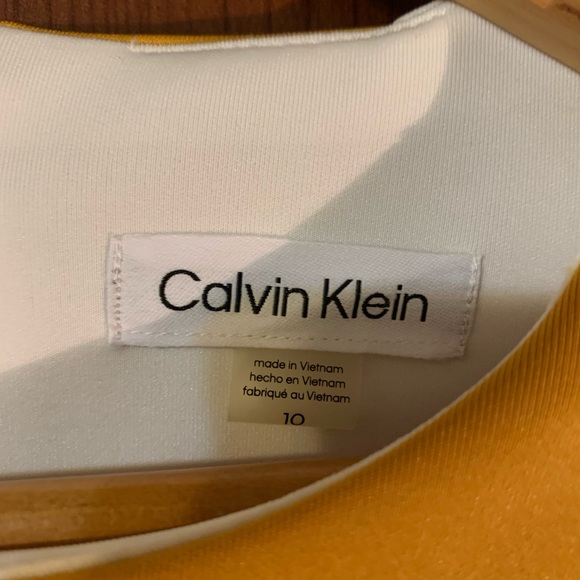 Calvin Klein
made in Vietnam
hecho en Vietnam
fabriqué au Vietnam
10